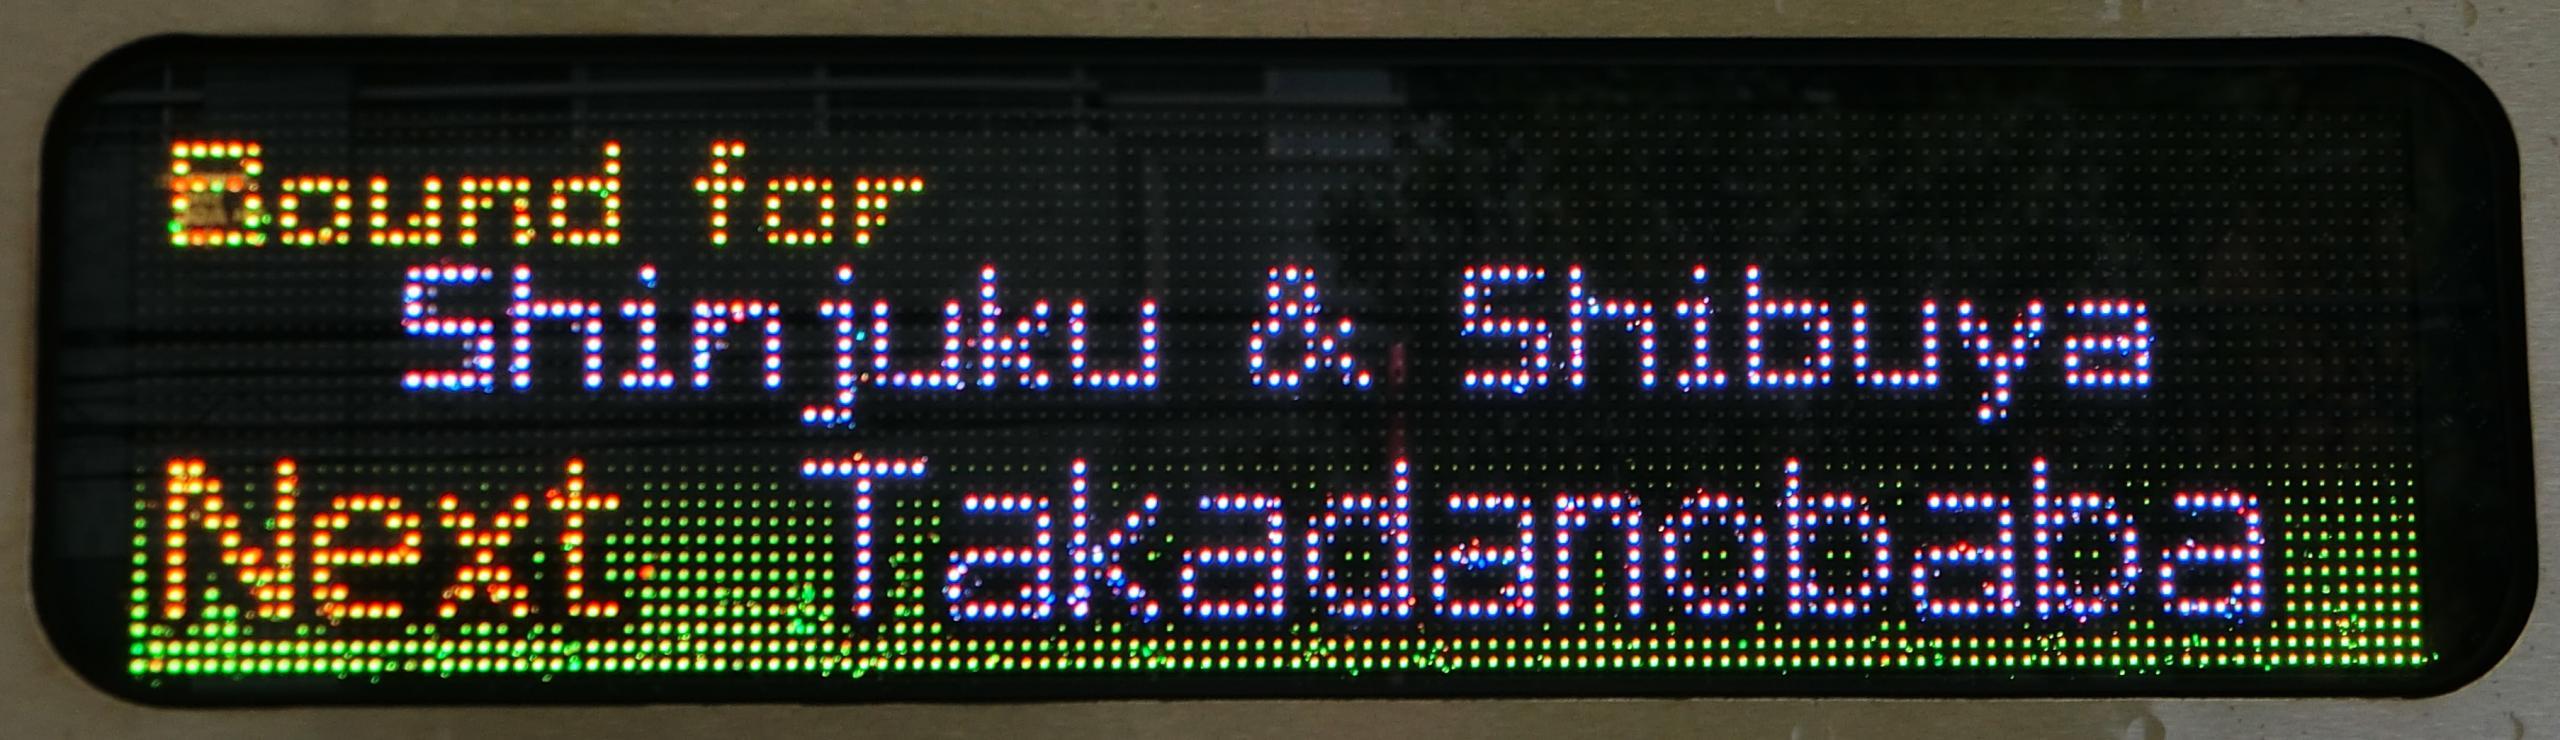 Bound for
Shinjuku & Shibuya
Next Takadanobaba